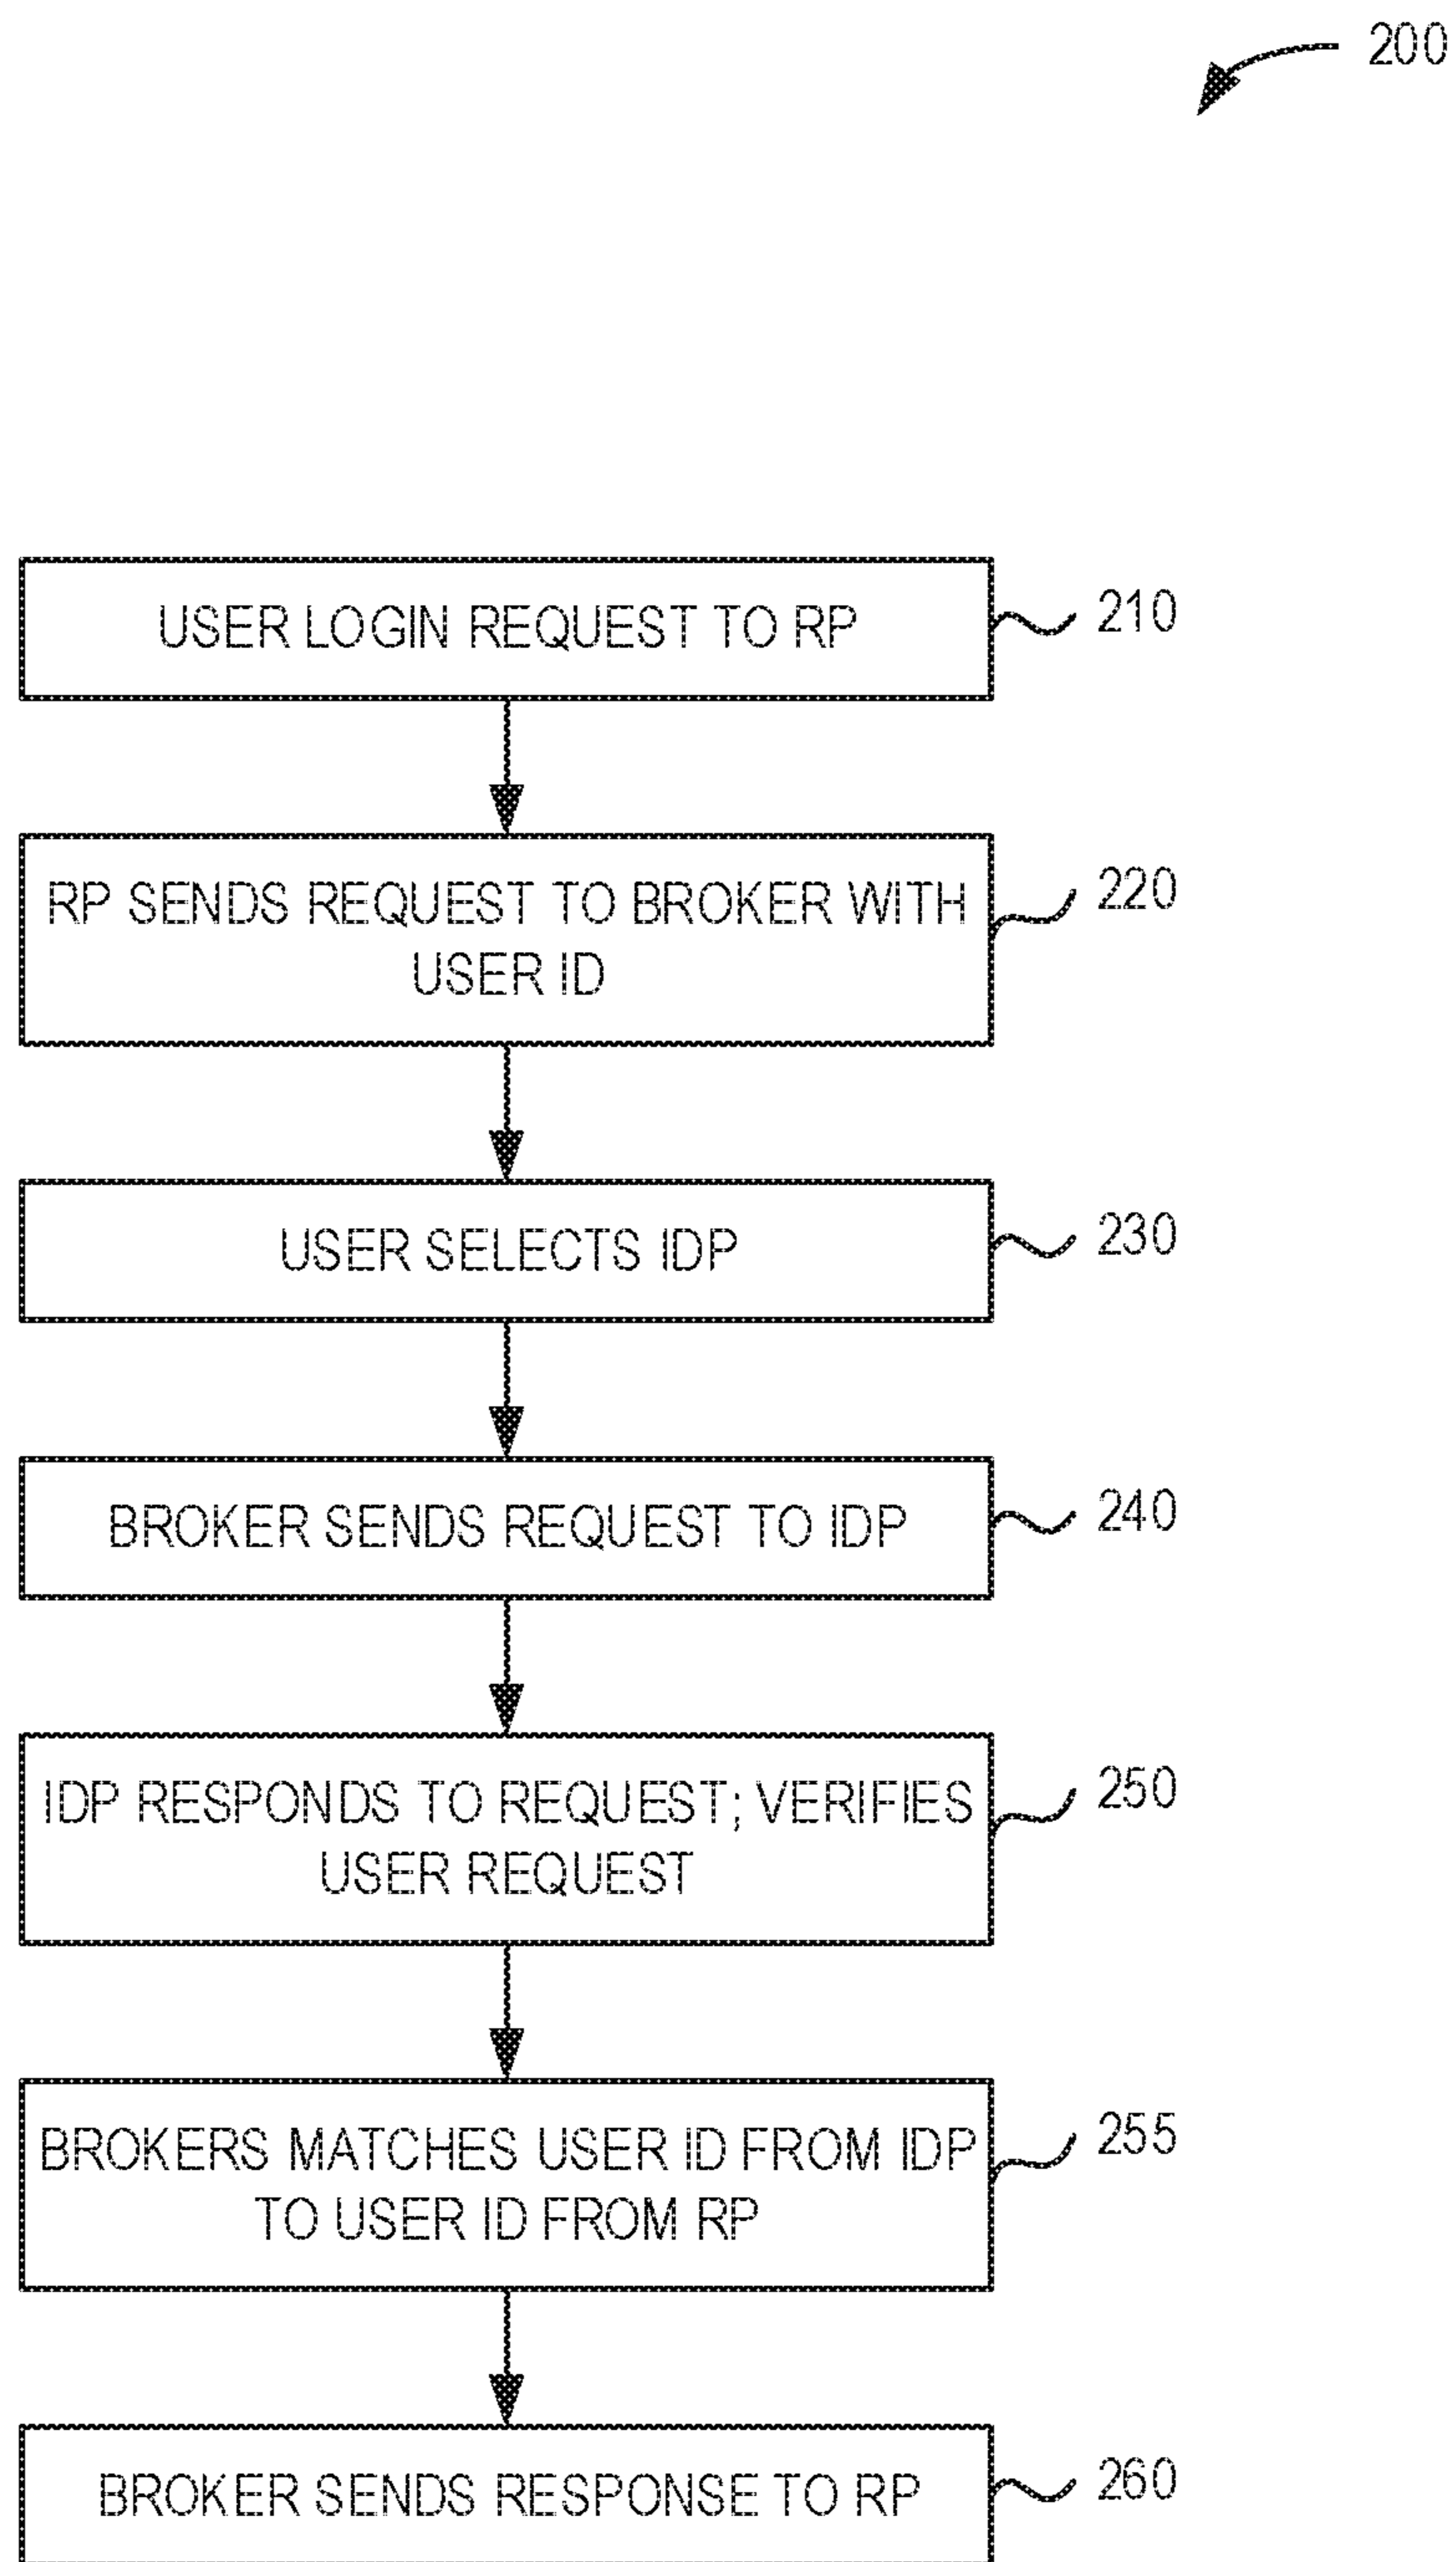 200
USER LOGIN REQUEST TO RP
210
RP SENDS REQUEST TO BROKER WITH
USER ID
220
USER SELECTS IDP
230
BROKER SENDS REQUEST TO IDP
240
IDP RESPONDS TO REQUEST; VERIFIES
USER REQUEST
250
BROKERS MATCHES USER ID FROM IDP
TO USER ID FROM RP
255
BROKER SENDS RESPONSE TO RP
260